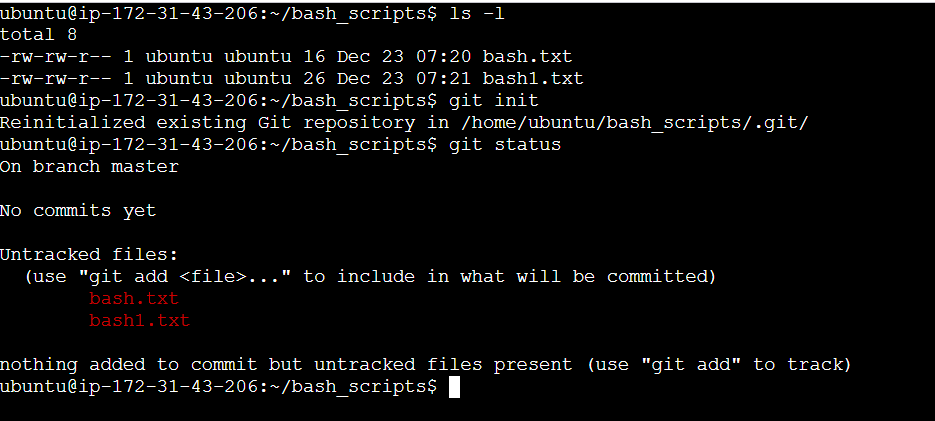 ubuntu@ip-172-31-43-206:~/bash_scripts$ ls -l
total 8
-rw-rw-r-- 1 ubuntu ubuntu 16 Dec 23 07:20 bash.txt
-rw-rw-r-- 1 ubuntu ubuntu 26 Dec 23 07:21 bash1.txt
ubuntu@ip-172-31-43-206:~/bash_scripts$ git init
Reinitialized existing Git repository in /home/ubuntu/bash_scripts/.git/
ubuntu@ip-172-31-43-206:~/bash_scripts$ git status
On branch master
No commits yet
Untracked files:
  (use "git add <file>..." to include in what will be committed)
        bash.txt
        bash1.txt
nothing added to commit but untracked files present (use "git add" to track)
ubuntu@ip-172-31-43-206:~/bash_scripts$